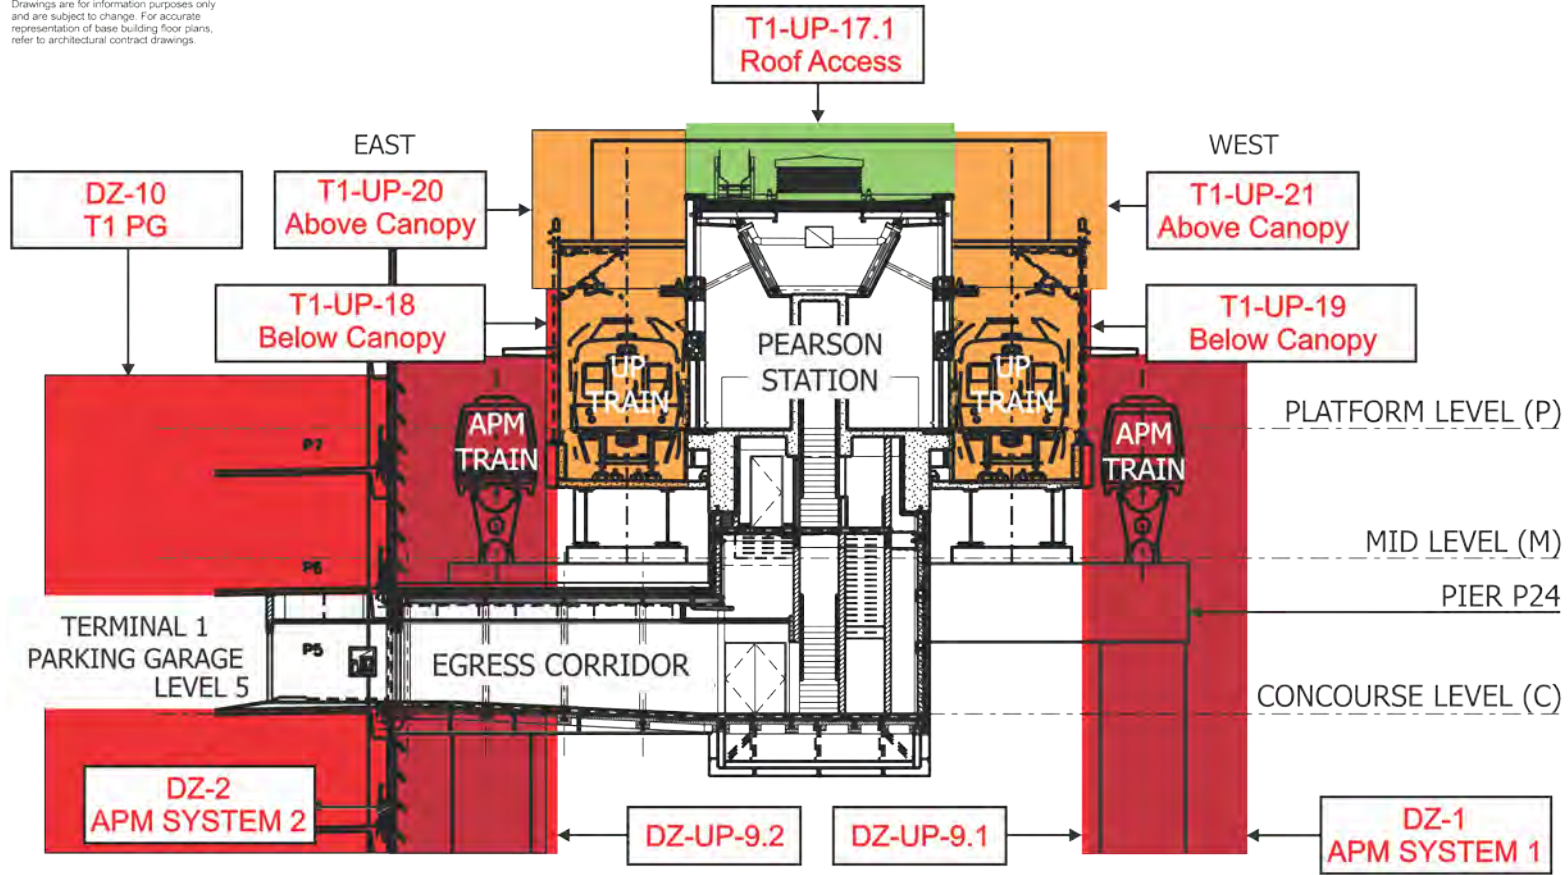 Drawings are for information purposes only
and are subject to change. For accurate
representation of base building floor plans,
refer to architectural contract drawings.
T1-UP-17.1
Roof Access
EAST
WEST
DZ-10
T1 PG
T1-UP-20
Above Canopy
T1-UP-21
Above Canopy
T1-UP-18
Below Canopy
T1-UP-19
Below Canopy
PEARSON
STATION
UP
TRAIN
UP
TRAIN
APM
TRAIN
APM
TRAIN
PLATFORM LEVEL (P)
P7
MID LEVEL (M)
P6
PIER P24
TERMINAL 1
PARKING GARAGE
LEVEL 5
P5
EGRESS CORRIDOR
CONCOURSE LEVEL (C)
DZ-2
APM SYSTEM 2
DZ-UP-9.2
DZ-UP-9.1
DZ-1
APM SYSTEM 1